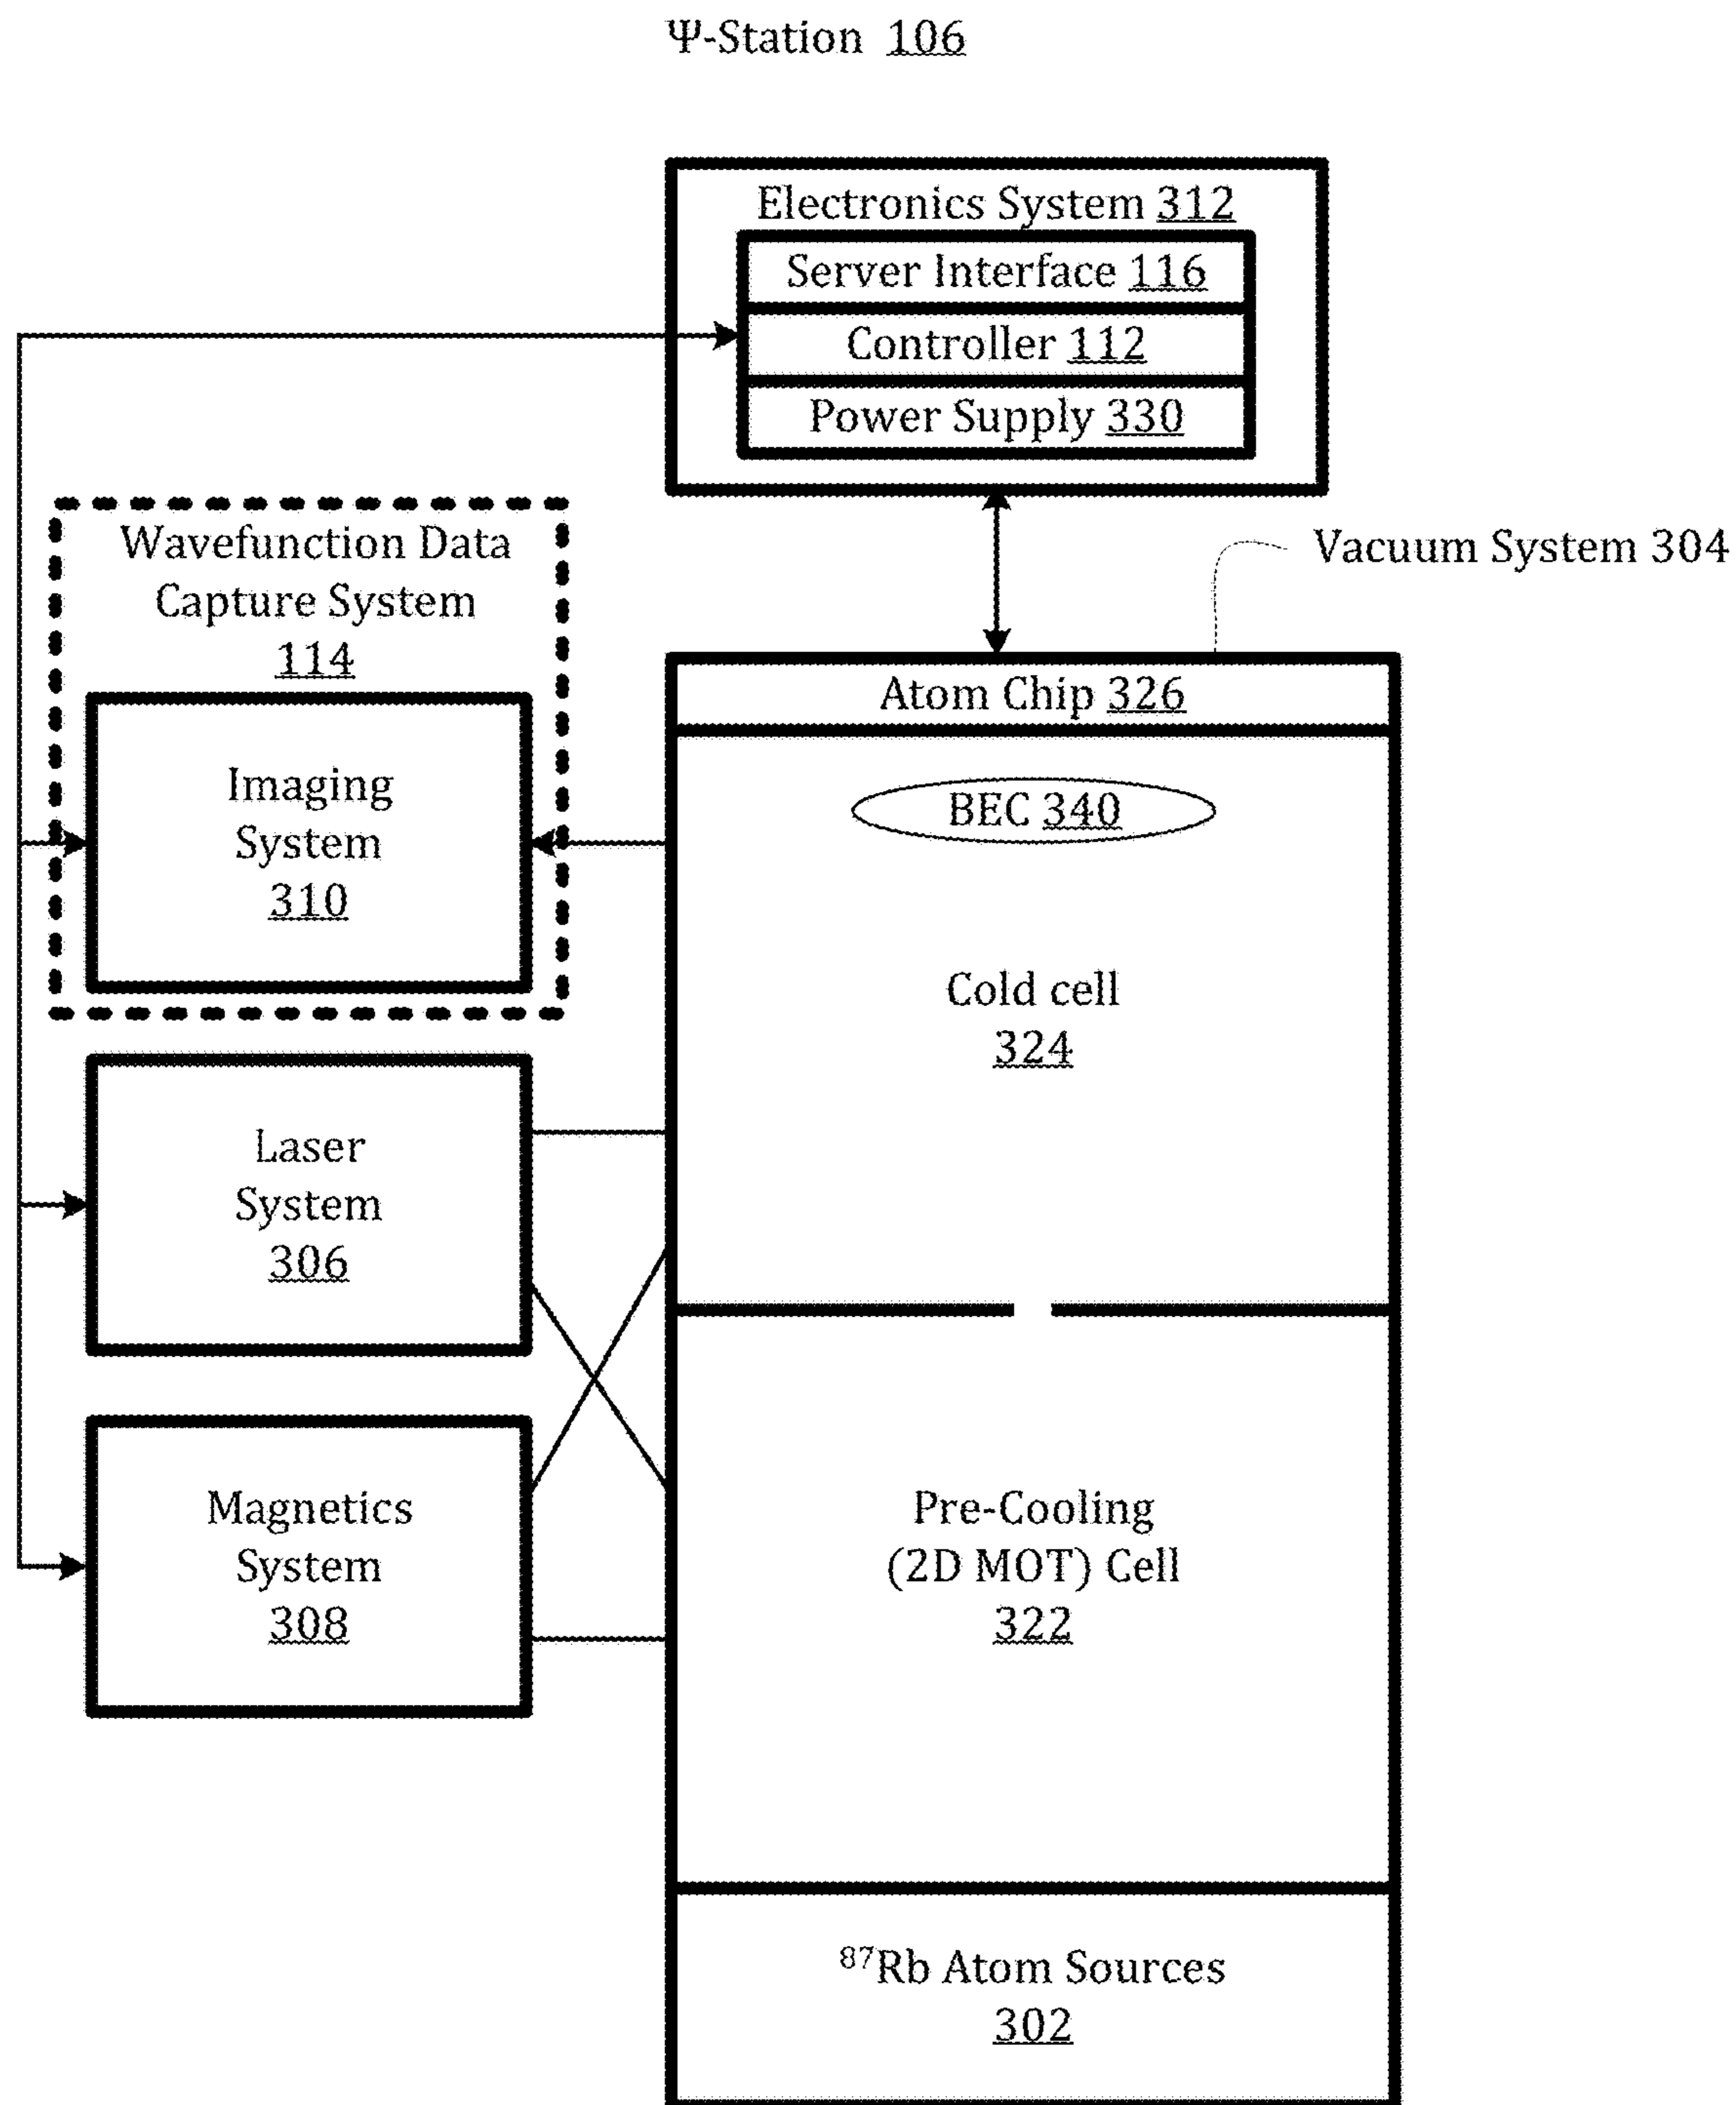 Ψ-Station 106
Electronics System 312
Server Interface 116
Controller 112
Power Supply 330
Wavefunction Data
Capture System
114
Vacuum System 304
Imaging
System
310
Atom Chip 326
BEC 340
Cold cell
324
Laser
System
306
Magnetics
System
308
Pre-Cooling
(2D MOT) Cell
322
⁸⁷Rb Atom Sources
302